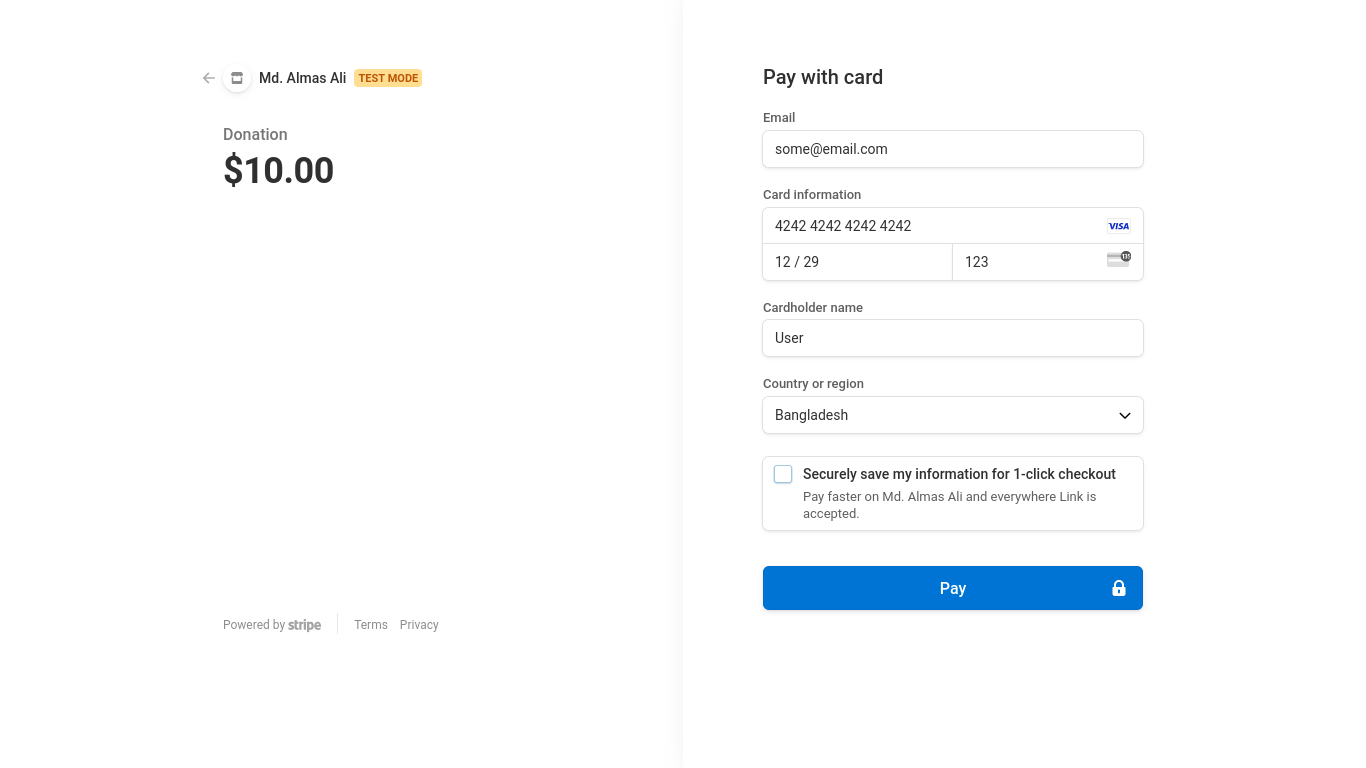 Md. Almas Ali TEST MODE
Donation
$10.00
Powered by stripe
Terms Privacy
Pay with card
Email
some@email.com
Card information
4242 4242 4242 4242 VISA
12 / 29
123
Cardholder name
User
Country or region
Bangladesh
Securely save my information for 1-click checkout
Pay faster on Md. Almas Ali and everywhere Link is
accepted.
Pay